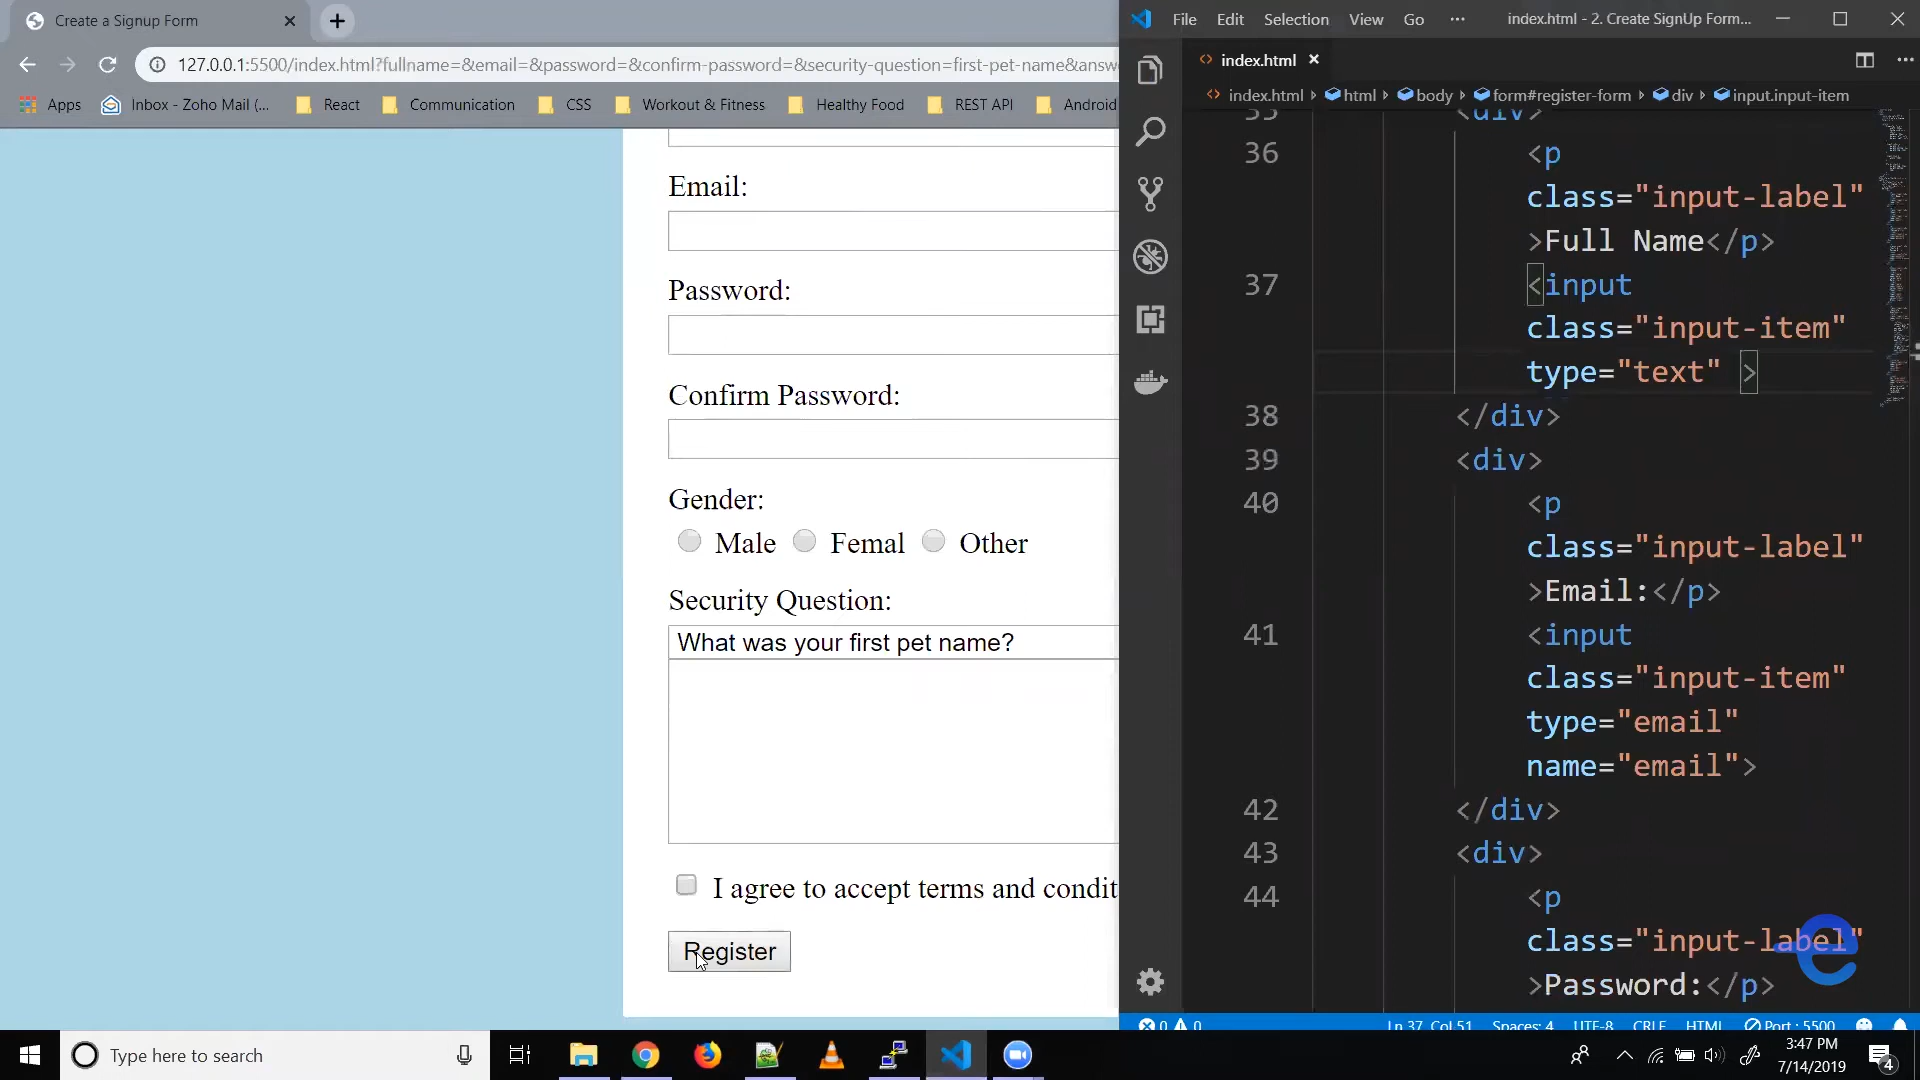 Create a Signup Form
127.0.0.1:5500/index.html?fullname=&email=&password=&confirm-password=&security-question=first-pet-name&answ
Apps
Inbox - Zoho Mail (...
React
Communication
CSS
Workout & Fitness
Healthy Food
REST API
Android
Email:
Password:
Confirm Password:
Gender:
Male Femal Other
Security Question:
What was your first pet name?
I agree to accept terms and condit
Register
File Edit Selection View Go ...
index.html - 2. Create SignUp Form...
index.html
index.html > html > body > form#register-form > div > input.input-item
35 <div>
36 <p
class="input-label"
>Full Name</p>
37 <input
class="input-item"
type="text" >
38 </div>
39 <div>
40 <p
class="input-label"
>Email:</p>
41 <input
class="input-item"
type="email"
name="email">
42 </div>
43 <div>
44 <p
class="input-label"
>Password:</p>
e
0 0 Ln 37, Col 51 Spaces: 4 UTF-8 CRLF HTML Port : 5500
Type here to search
3:47 PM
7/14/2019
4